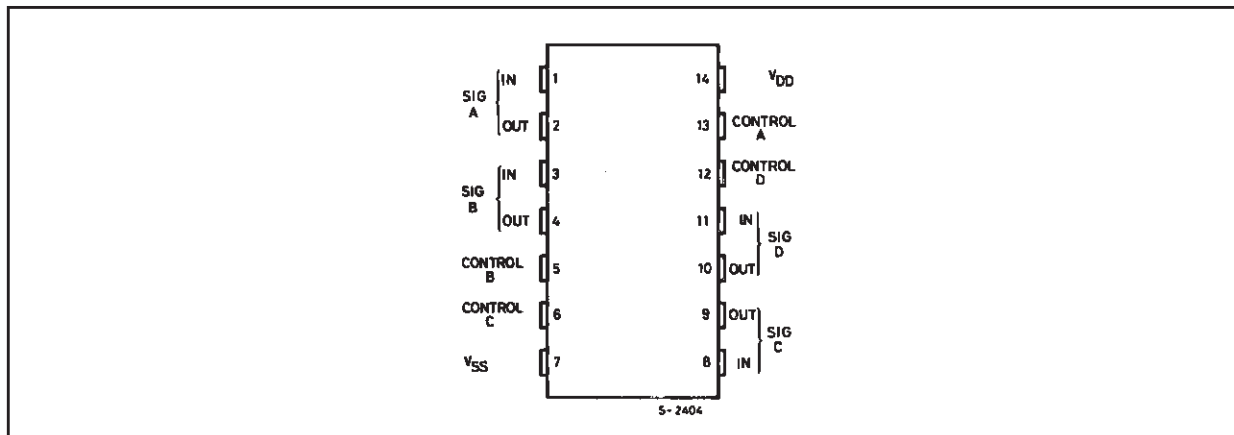 IN 1 14 VDD
SIG A
OUT 2 13 CONTROL A
IN 3 12 CONTROL D
SIG B
OUT 4 11 IN
SIG D
CONTROL B 5 10 OUT
CONTROL C 6 9 OUT
SIG C
VSS 7 8 IN
S-2404